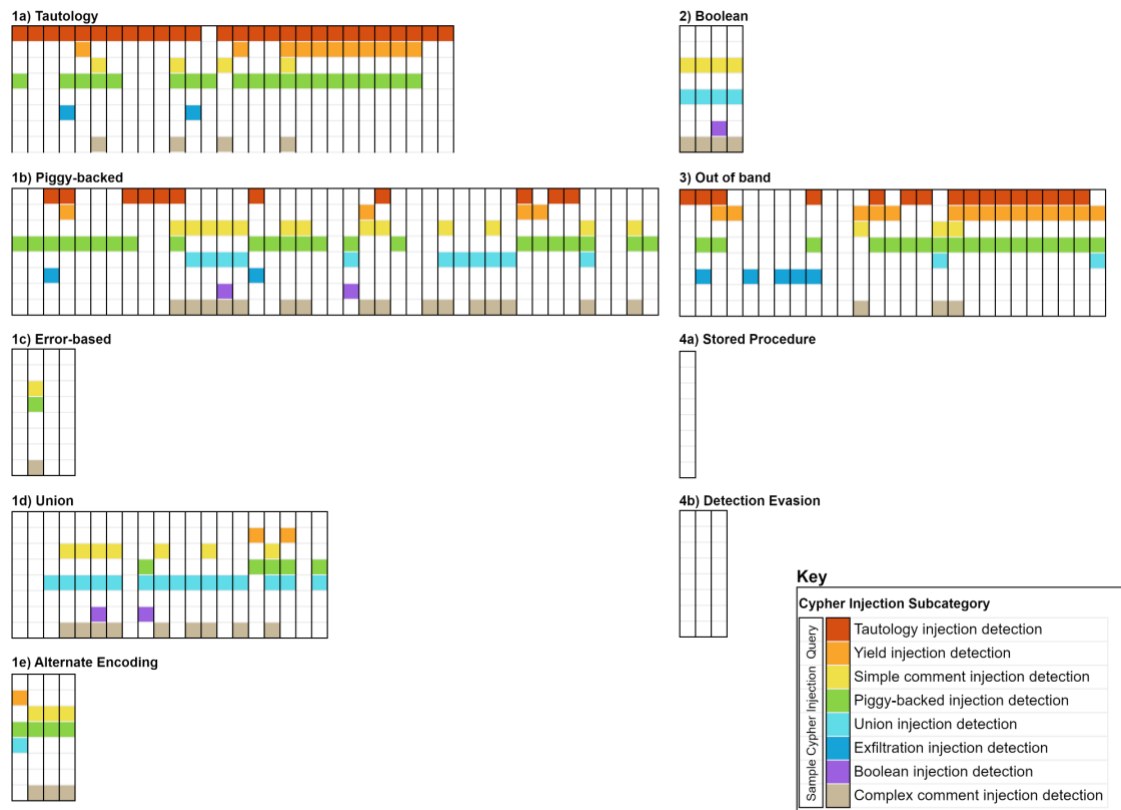 1a) Tautology
2) Boolean
1b) Piggy-backed
3) Out of band
1c) Error-based
4a) Stored Procedure
1d) Union
4b) Detection Evasion
1e) Alternate Encoding
Key
Cypher Injection Subcategory
Sample Cypher Injection Query
Tautology injection detection
Yield injection detection
Simple comment injection detection
Piggy-backed injection detection
Union injection detection
Exfiltration injection detection
Boolean injection detection
Complex comment injection detection